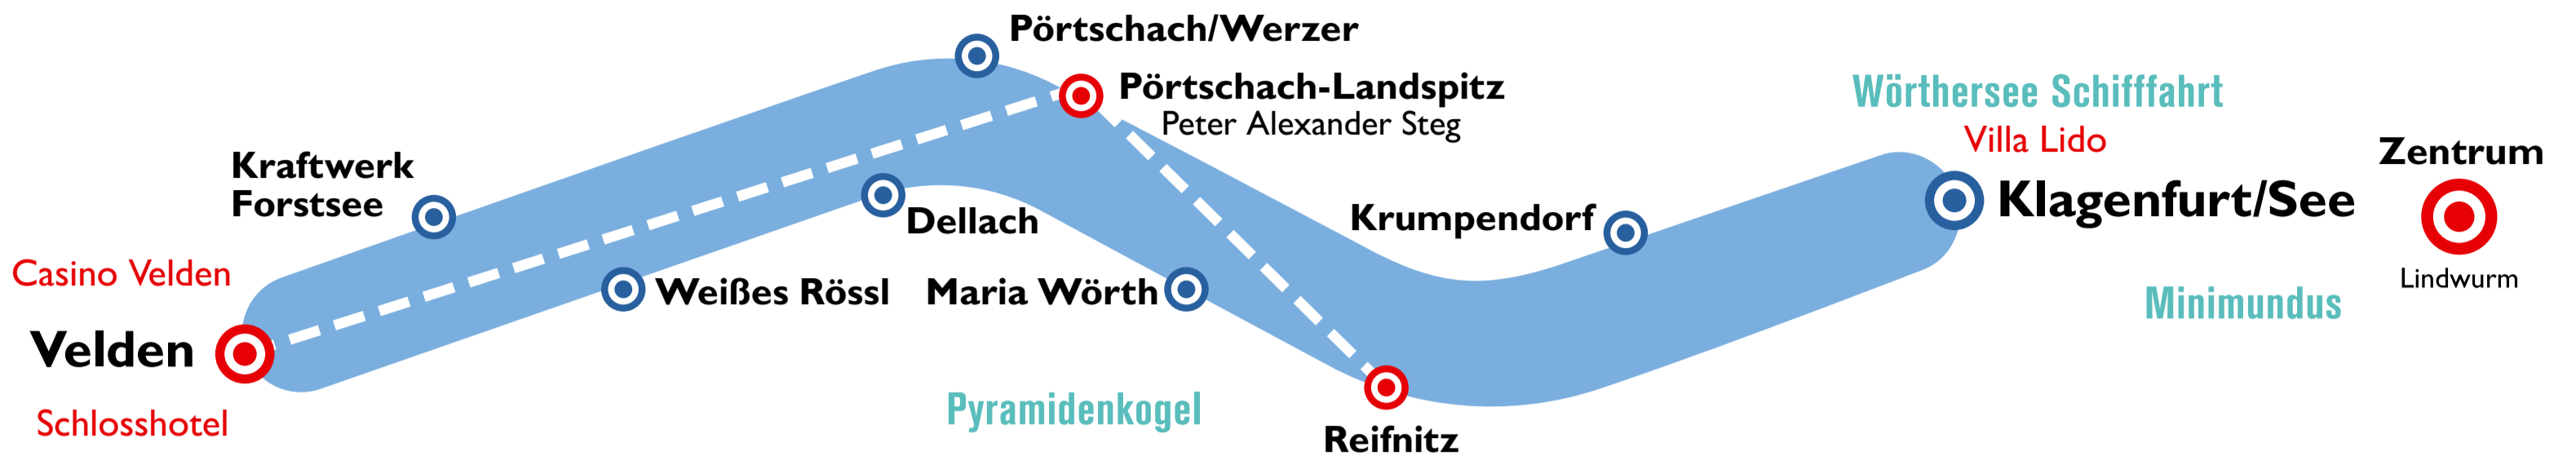 Pörtschach/Werzer
Pörtschach-Landspitz
Peter Alexander Steg
Wörthersee Schifffahrt
Villa Lido
Zentrum
Kraftwerk
Forstsee
Klagenfurt/See
Dellach
Krumpendorf
Casino Velden
Weißes Rössl
Maria Wörth
Lindwurm
Minimundus
Velden
Pyramidenkogel
Schlosshotel
Reifnitz